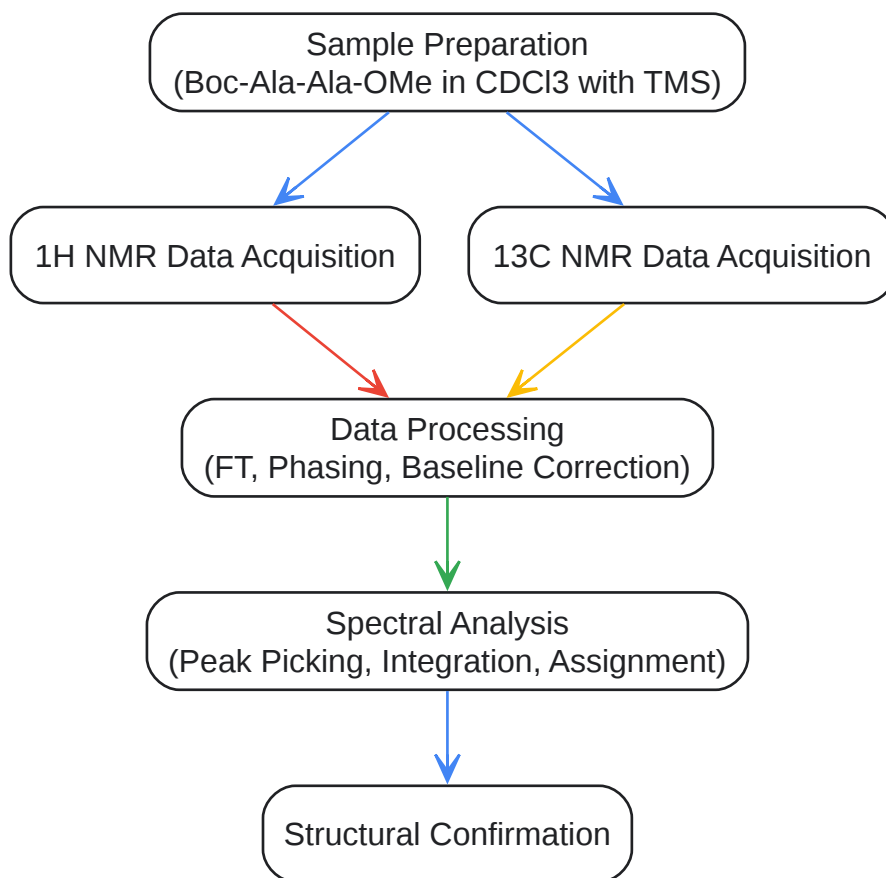 Sample Preparation
(Boc-Ala-Ala-OMe in CDCl3 with TMS)
1H NMR Data Acquisition
13C NMR Data Acquisition
Data Processing
(FT, Phasing, Baseline Correction)
Spectral Analysis
(Peak Picking, Integration, Assignment)
Structural Confirmation